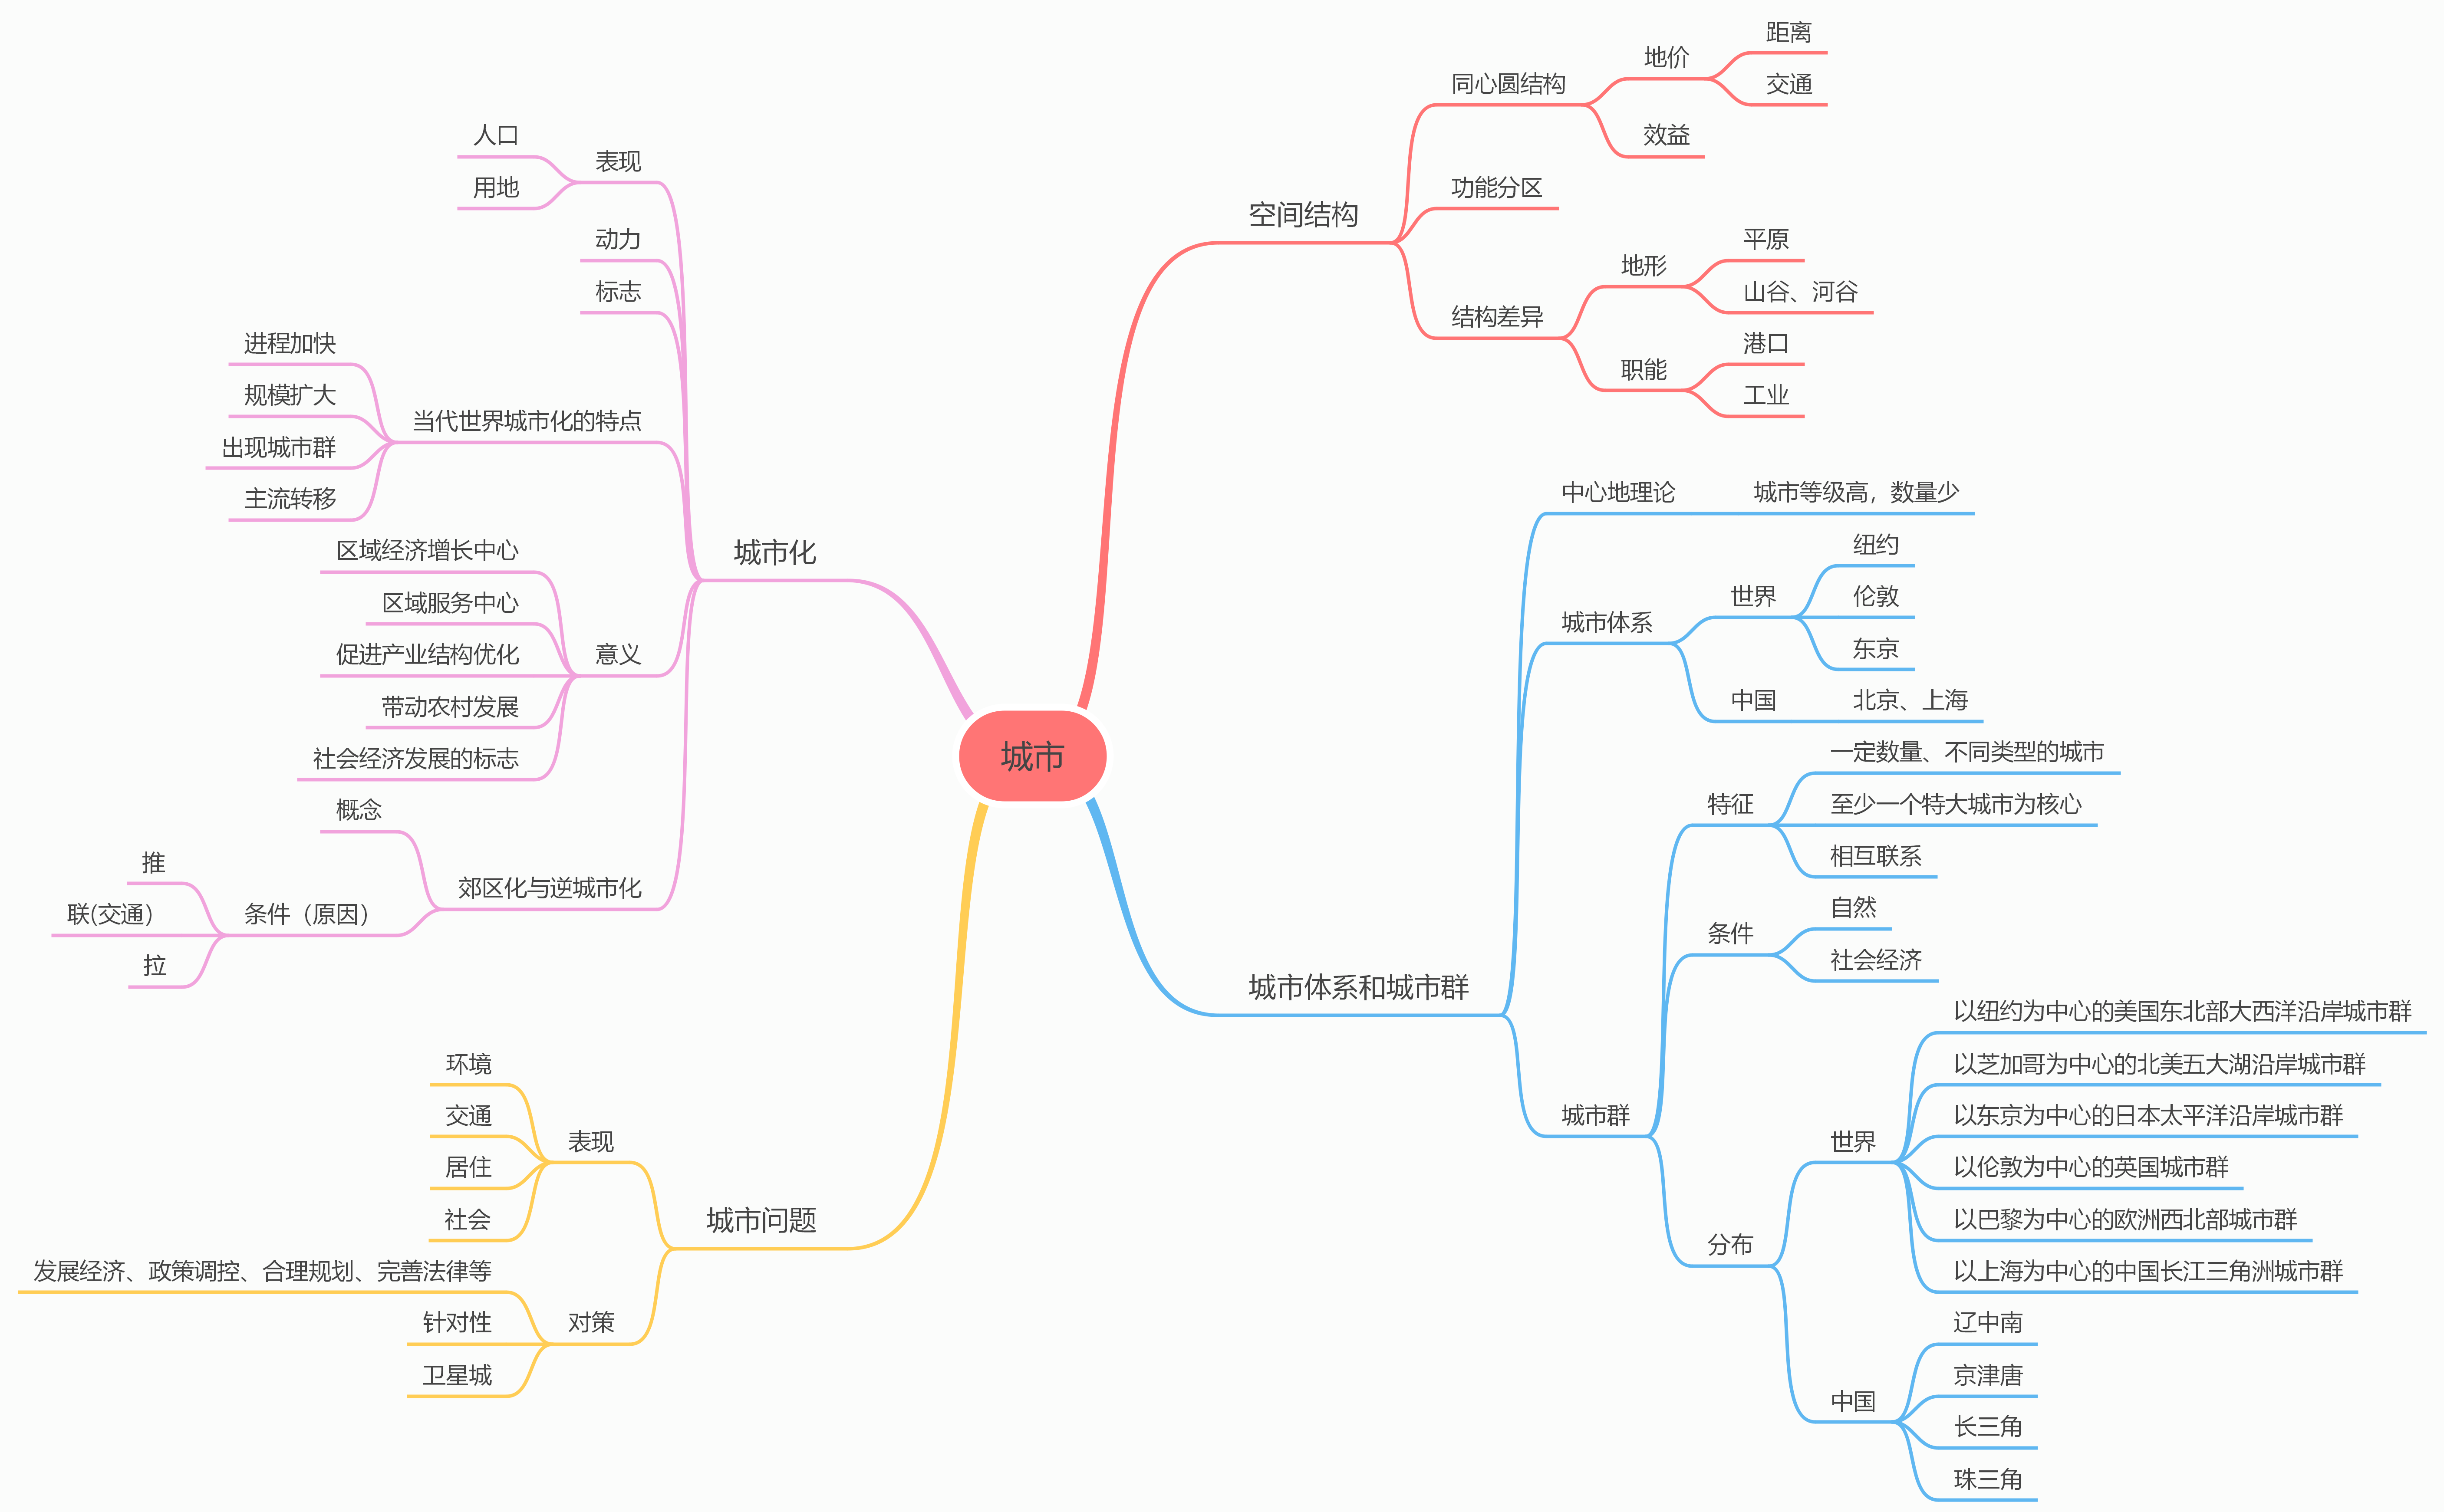 城市
空间结构
同心圆结构
地价
距离
交通
效益
功能分区
结构差异
地形
平原
山谷、河谷
职能
港口
工业
城市体系和城市群
中心地理论
城市等级高，数量少
城市体系
世界
纽约
伦敦
东京
中国
北京、上海
城市群
特征
一定数量、不同类型的城市
至少一个特大城市为核心
相互联系
条件
自然
社会经济
分布
世界
以纽约为中心的美国东北部大西洋沿岸城市群
以芝加哥为中心的北美五大湖沿岸城市群
以东京为中心的日本太平洋沿岸城市群
以伦敦为中心的英国城市群
以巴黎为中心的欧洲西北部城市群
以上海为中心的中国长江三角洲城市群
中国
辽中南
京津唐
长三角
珠三角
城市化
表现
人口
用地
动力
标志
当代世界城市化的特点
进程加快
规模扩大
出现城市群
主流转移
意义
区域经济增长中心
区域服务中心
促进产业结构优化
带动农村发展
社会经济发展的标志
郊区化与逆城市化
概念
条件（原因）
推
联(交通）
拉
城市问题
表现
环境
交通
居住
社会
对策
发展经济、政策调控、合理规划、完善法律等
针对性
卫星城